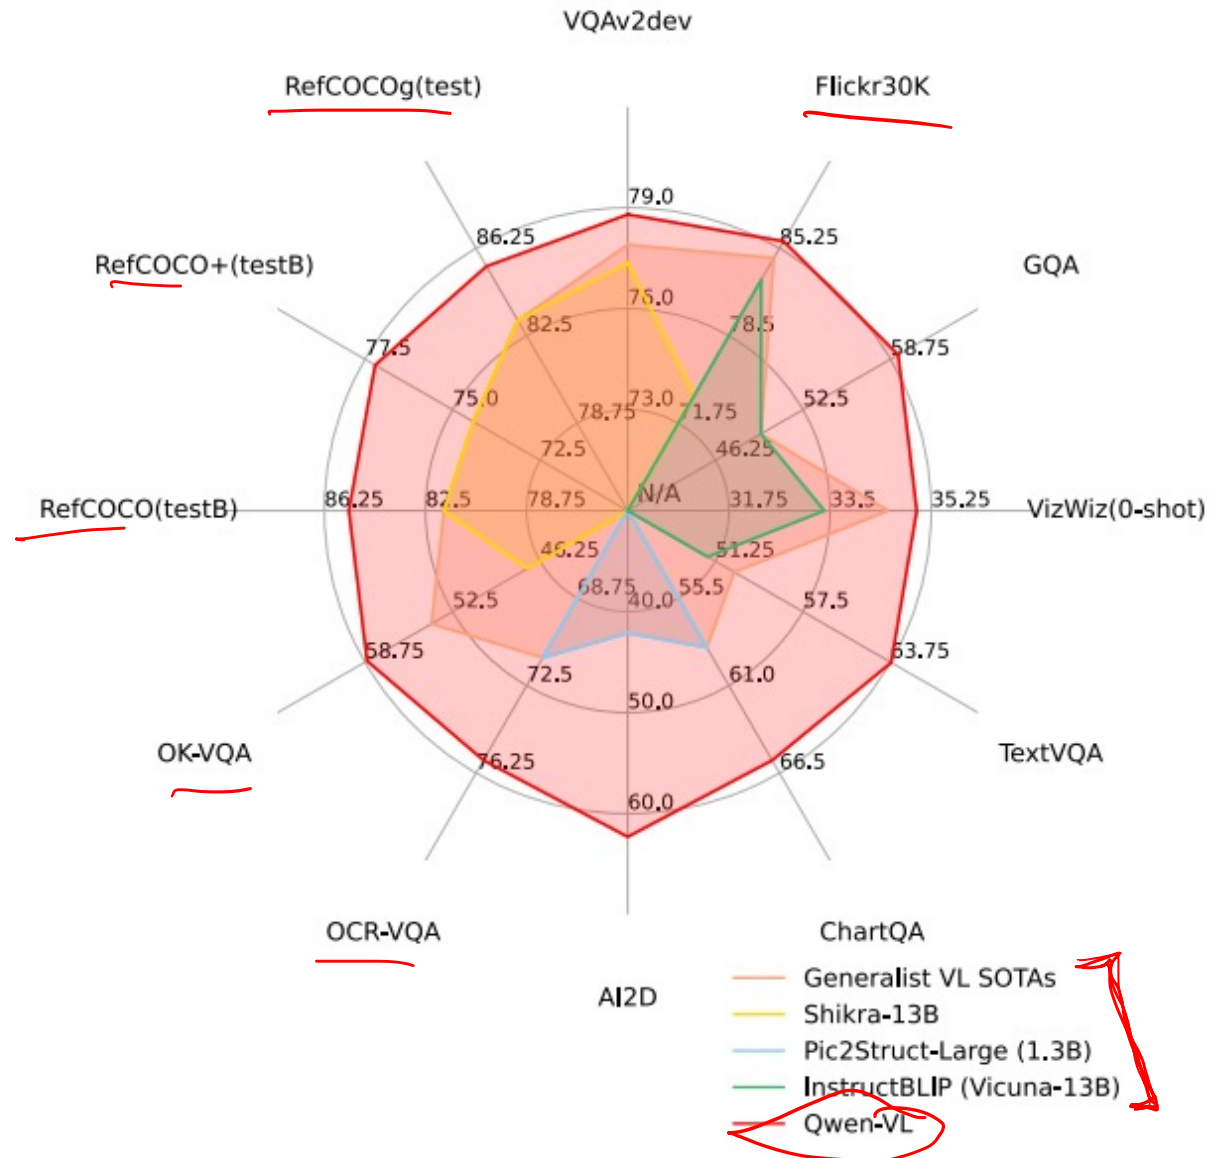 VQAv2dev
RefCOCOg(test)
Flickr30K
79.0
86.25
85.25
RefCOCO+(testB)
GQA
76.0
82.5
78.5
77.5
58.75
75.0
73.0
52.5
78.75
71.75
72.5
46.25
N/A
RefCOCO(testB)
86.25
82.5
78.75
31.75
33.5
35.25
VizWiz(0-shot)
46.25
51.25
68.75
55.5
52.5
40.0
57.5
58.75
63.75
72.5
61.0
50.0
OK-VQA
TextVQA
76.25
66.5
60.0
OCR-VQA
ChartQA
AI2D
Generalist VL SOTAs
Shikra-13B
Pic2Struct-Large (1.3B)
InstructBLIP (Vicuna-13B)
Qwen-VL